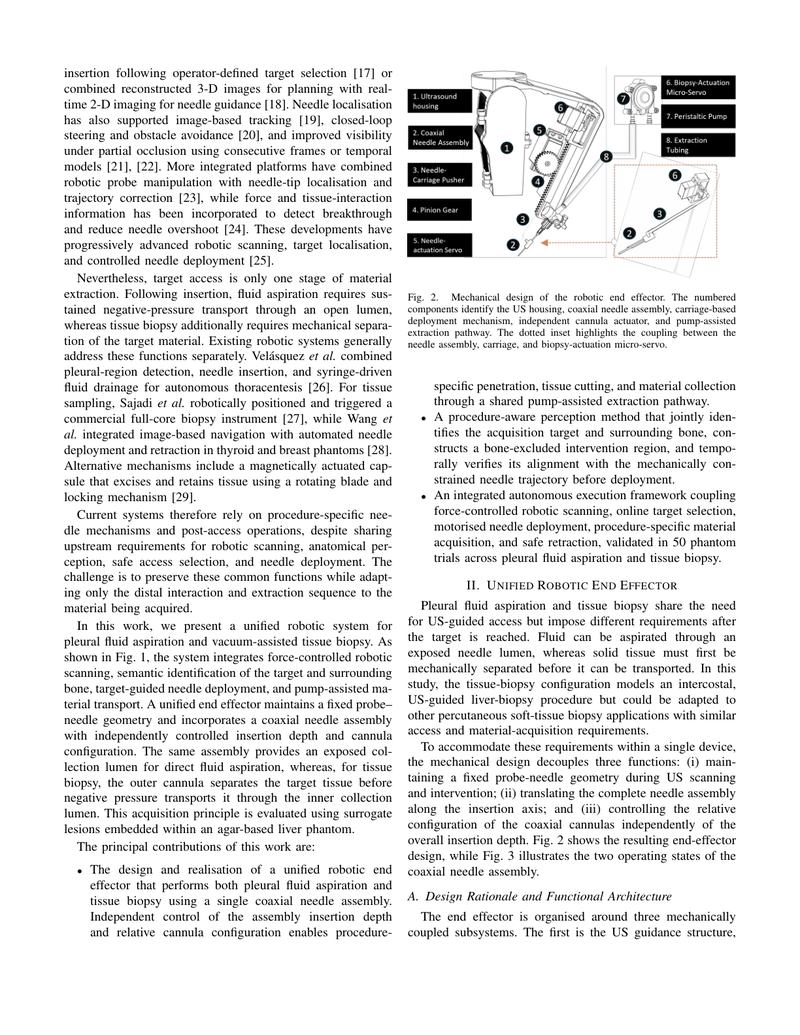 insertion following operator-defined target selection [17] or
combined reconstructed 3-D images for planning with real-
time 2-D imaging for needle guidance [18]. Needle localisation
has also supported image-based tracking [19], closed-loop
steering and obstacle avoidance [20], and improved visibility
under partial occlusion using consecutive frames or temporal
models [21], [22]. More integrated platforms have combined
robotic probe manipulation with needle-tip localisation and
trajectory correction [23], while force and tissue-interaction
information has been incorporated to detect breakthrough
and reduce needle overshoot [24]. These developments have
progressively advanced robotic scanning, target localisation,
and controlled needle deployment [25].
Nevertheless, target access is only one stage of material
extraction. Following insertion, fluid aspiration requires sus-
tained negative-pressure transport through an open lumen,
whereas tissue biopsy additionally requires mechanical separa-
tion of the target material. Existing robotic systems generally
address these functions separately. Velásquez et al. combined
pleural-region detection, needle insertion, and syringe-driven
fluid drainage for autonomous thoracentesis [26]. For tissue
sampling, Sajadi et al. robotically positioned and triggered a
commercial full-core biopsy instrument [27], while Wang et
al. integrated image-based navigation with automated needle
deployment and retraction in thyroid and breast phantoms [28].
Alternative mechanisms include a magnetically actuated cap-
sule that excises and retains tissue using a rotating blade and
locking mechanism [29].
Current systems therefore rely on procedure-specific nee-
dle mechanisms and post-access operations, despite sharing
upstream requirements for robotic scanning, anatomical per-
ception, safe access selection, and needle deployment. The
challenge is to preserve these common functions while adapt-
ing only the distal interaction and extraction sequence to the
material being acquired.
In this work, we present a unified robotic system for
pleural fluid aspiration and vacuum-assisted tissue biopsy. As
shown in Fig. 1, the system integrates force-controlled robotic
scanning, semantic identification of the target and surrounding
bone, target-guided needle deployment, and pump-assisted ma-
terial transport. A unified end effector maintains a fixed probe–
needle geometry and incorporates a coaxial needle assembly
with independently controlled insertion depth and cannula
configuration. The same assembly provides an exposed col-
lection lumen for direct fluid aspiration, whereas, for tissue
biopsy, the outer cannula separates the target tissue before
negative pressure transports it through the inner collection
lumen. This acquisition principle is evaluated using surrogate
lesions embedded within an agar-based liver phantom.
The principal contributions of this work are:
• The design and realisation of a unified robotic end
effector that performs both pleural fluid aspiration and
tissue biopsy using a single coaxial needle assembly.
Independent control of the assembly insertion depth
and relative cannula configuration enables procedure-
1. Ultrasound
housing
2. Coaxial
Needle Assembly
3. Needle-
Carriage Pusher
4. Pinion Gear
5. Needle-
actuation Servo
1
2
3
4
5
6
7
8
6
3
2
6. Biopsy-Actuation
Micro-Servo
7. Peristaltic Pump
8. Extraction
Tubing
Fig. 2. Mechanical design of the robotic end effector. The numbered
components identify the US housing, coaxial needle assembly, carriage-based
deployment mechanism, independent cannula actuator, and pump-assisted
extraction pathway. The dotted inset highlights the coupling between the
needle assembly, carriage, and biopsy-actuation micro-servo.
specific penetration, tissue cutting, and material collection
through a shared pump-assisted extraction pathway.
• A procedure-aware perception method that jointly iden-
tifies the acquisition target and surrounding bone, con-
structs a bone-excluded intervention region, and tempo-
rally verifies its alignment with the mechanically con-
strained needle trajectory before deployment.
• An integrated autonomous execution framework coupling
force-controlled robotic scanning, online target selection,
motorised needle deployment, procedure-specific material
acquisition, and safe retraction, validated in 50 phantom
trials across pleural fluid aspiration and tissue biopsy.
II. UNIFIED ROBOTIC END EFFECTOR
Pleural fluid aspiration and tissue biopsy share the need
for US-guided access but impose different requirements after
the target is reached. Fluid can be aspirated through an
exposed needle lumen, whereas solid tissue must first be
mechanically separated before it can be transported. In this
study, the tissue-biopsy configuration models an intercostal,
US-guided liver-biopsy procedure but could be adapted to
other percutaneous soft-tissue biopsy applications with similar
access and material-acquisition requirements.
To accommodate these requirements within a single device,
the mechanical design decouples three functions: (i) main-
taining a fixed probe-needle geometry during US scanning
and intervention; (ii) translating the complete needle assembly
along the insertion axis; and (iii) controlling the relative
configuration of the coaxial cannulas independently of the
overall insertion depth. Fig. 2 shows the resulting end-effector
design, while Fig. 3 illustrates the two operating states of the
coaxial needle assembly.
A. Design Rationale and Functional Architecture
The end effector is organised around three mechanically
coupled subsystems. The first is the US guidance structure,